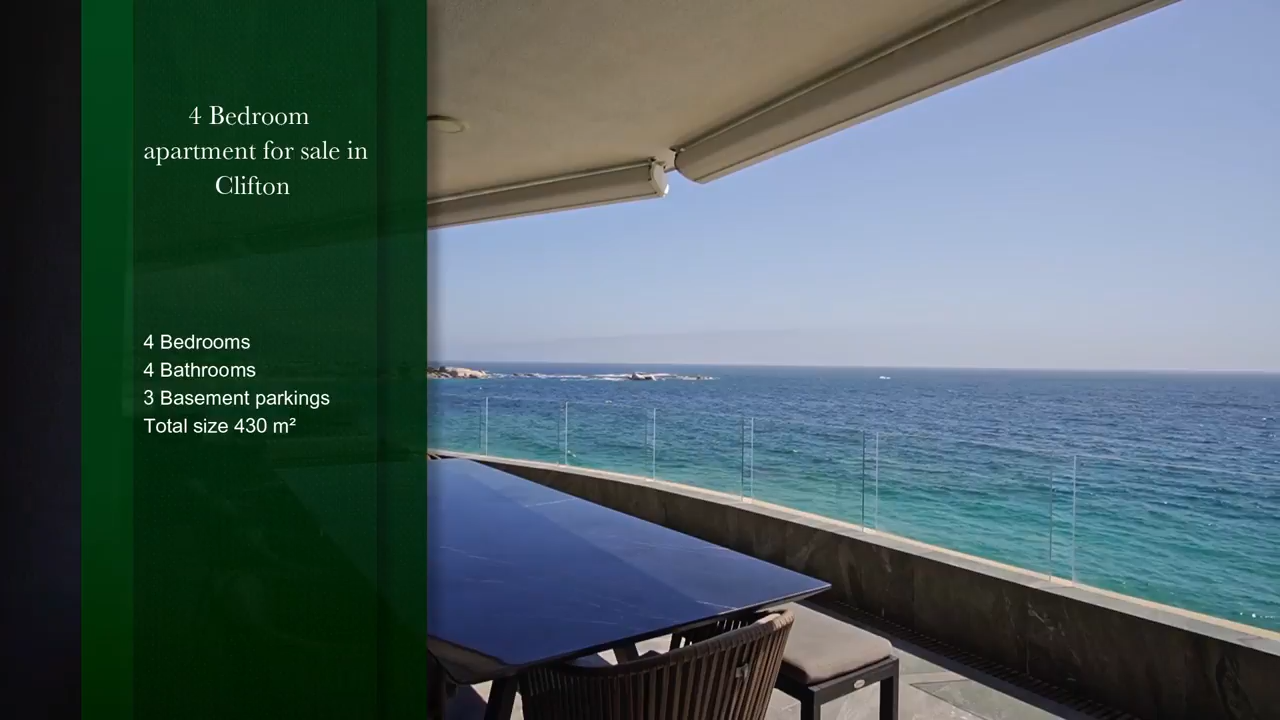 4 Bedroom
apartment for sale in
Clifton
4 Bedrooms
4 Bathrooms
3 Basement parkings
Total size 430 m²